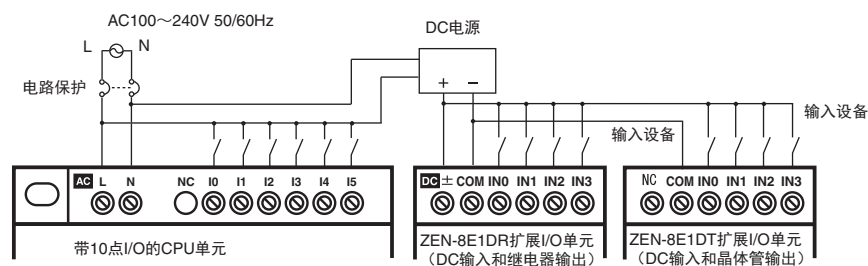 AC100～240V 50/60Hz
L N
DC电源
电路保护
+ −
输入设备
输入设备
AC L N NC I0 I1 I2 I3 I4 I5
DC ± COM IN0 IN1 IN2 IN3
NC COM IN0 IN1 IN2 IN3
带10点I/O的CPU单元
ZEN-8E1DR扩展I/O单元
（DC输入和继电器输出）
ZEN-8E1DT扩展I/O单元
（DC输入和晶体管输出）